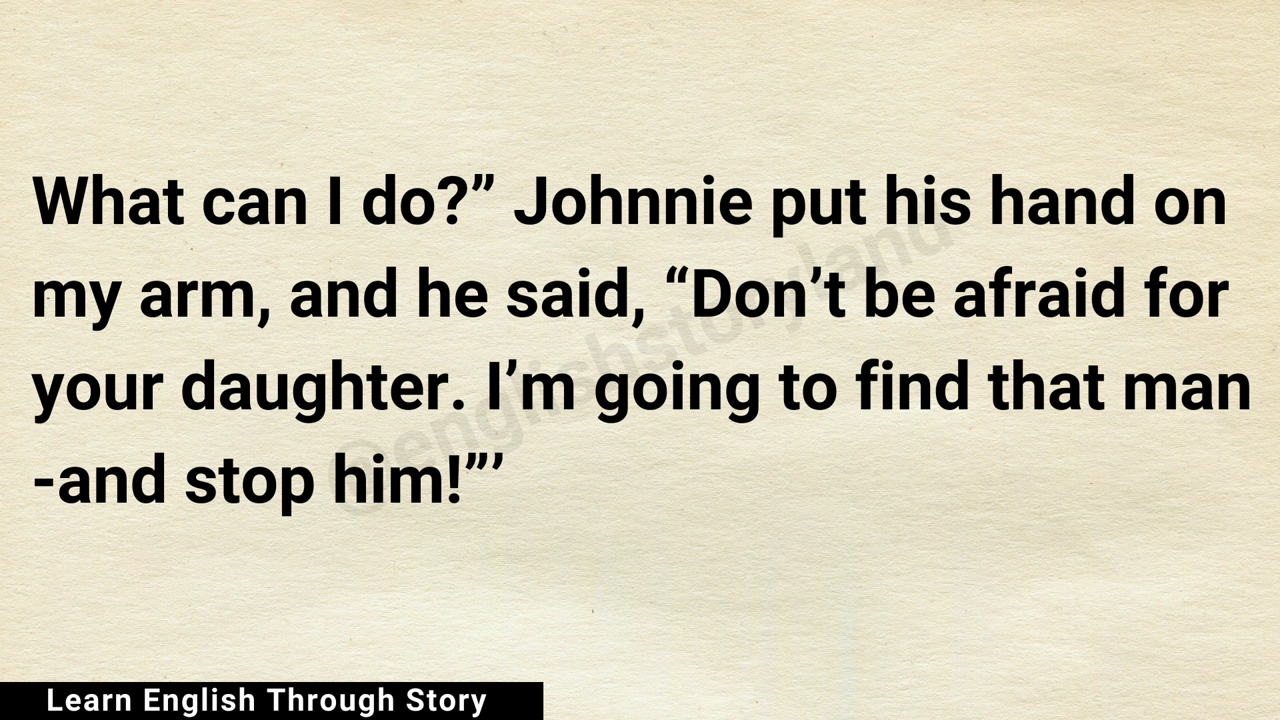 What can I do?” Johnnie put his hand on
my arm, and he said, “Don’t be afraid for
your daughter. I’m going to find that man
-and stop him!”’
@englishstoryland
Learn English Through Story